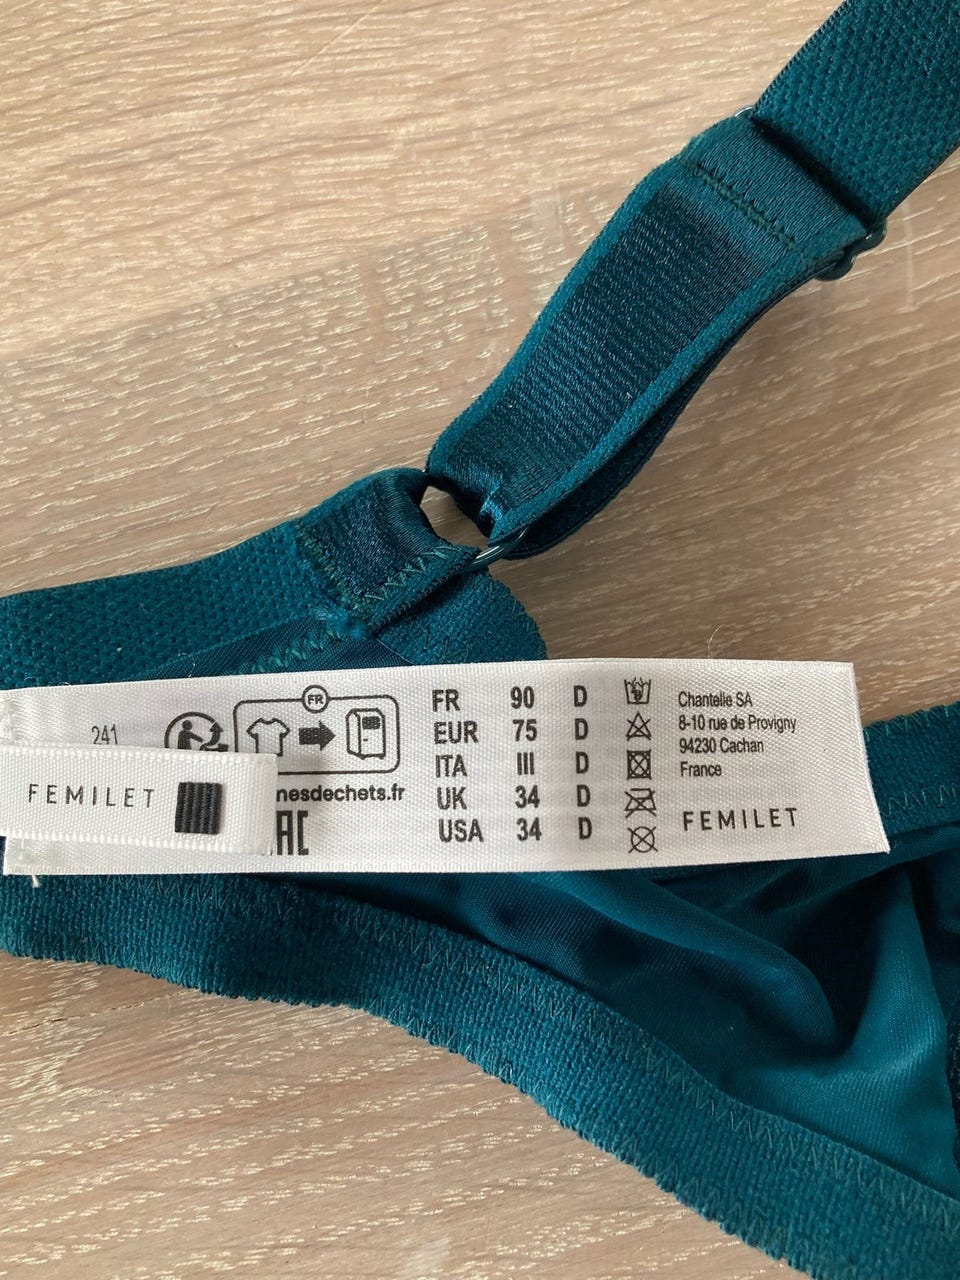 241
FR
nesdechets.fr
FEMILET
FR 90 D
EUR 75 D
ITA III D
UK 34 D
USA 34 D
Chantelle SA
8-10 rue de Provigny
94230 Cachan
France
FEMILET